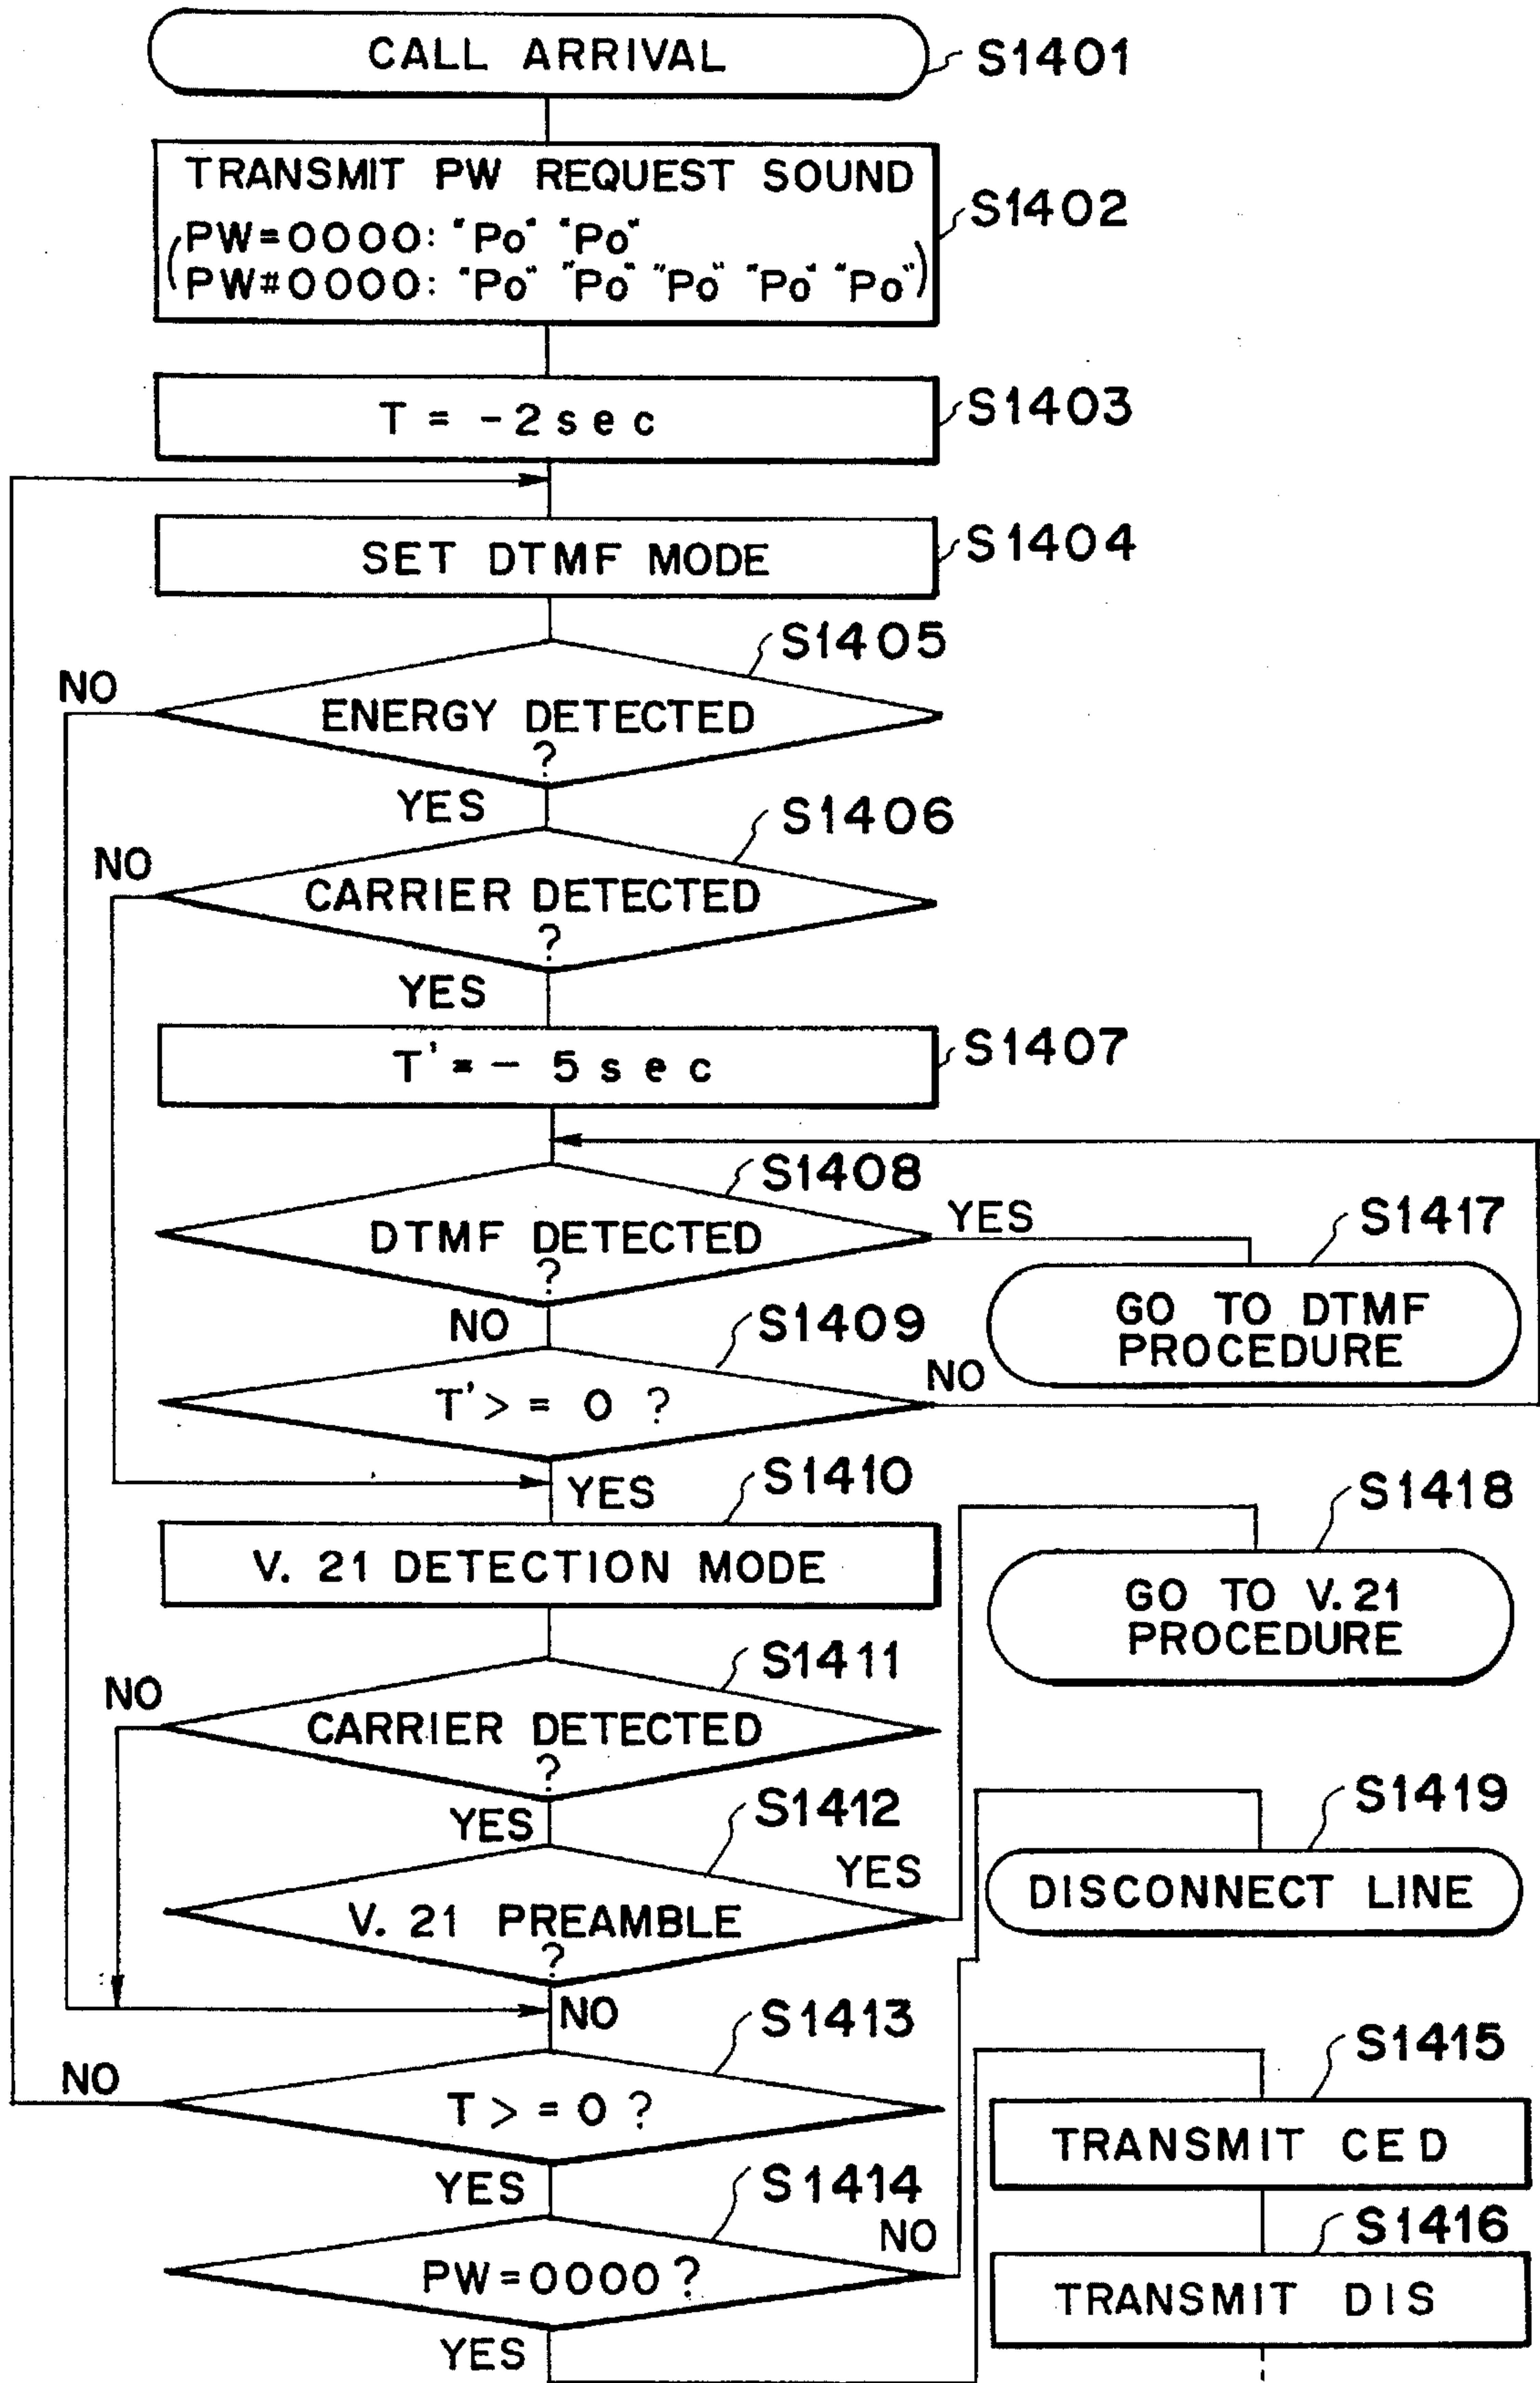 CALL ARRIVAL
S1401
TRANSMIT PW REQUEST SOUND
(PW=0000: "Po" "Po"
PW#0000: "Po" "Po" "Po" "Po" "Po")
S1402
T = -2sec
S1403
SET DTMF MODE
S1404
S1405
NO
ENERGY DETECTED
?
YES
S1406
NO
CARRIER DETECTED
?
YES
T' = - 5 sec
S1407
S1408
DTMF DETECTED
?
YES
S1417
GO TO DTMF
PROCEDURE
NO
S1409
T' > = 0 ?
NO
YES
S1410
V. 21 DETECTION MODE
S1418
GO TO V.21
PROCEDURE
S1411
NO
CARRIER DETECTED
?
YES
S1412
YES
V. 21 PREAMBLE
?
S1419
DISCONNECT LINE
NO
S1413
NO
T > = 0 ?
YES
S1415
TRANSMIT CED
S1414
NO
PW=0000 ?
YES
S1416
TRANSMIT DIS